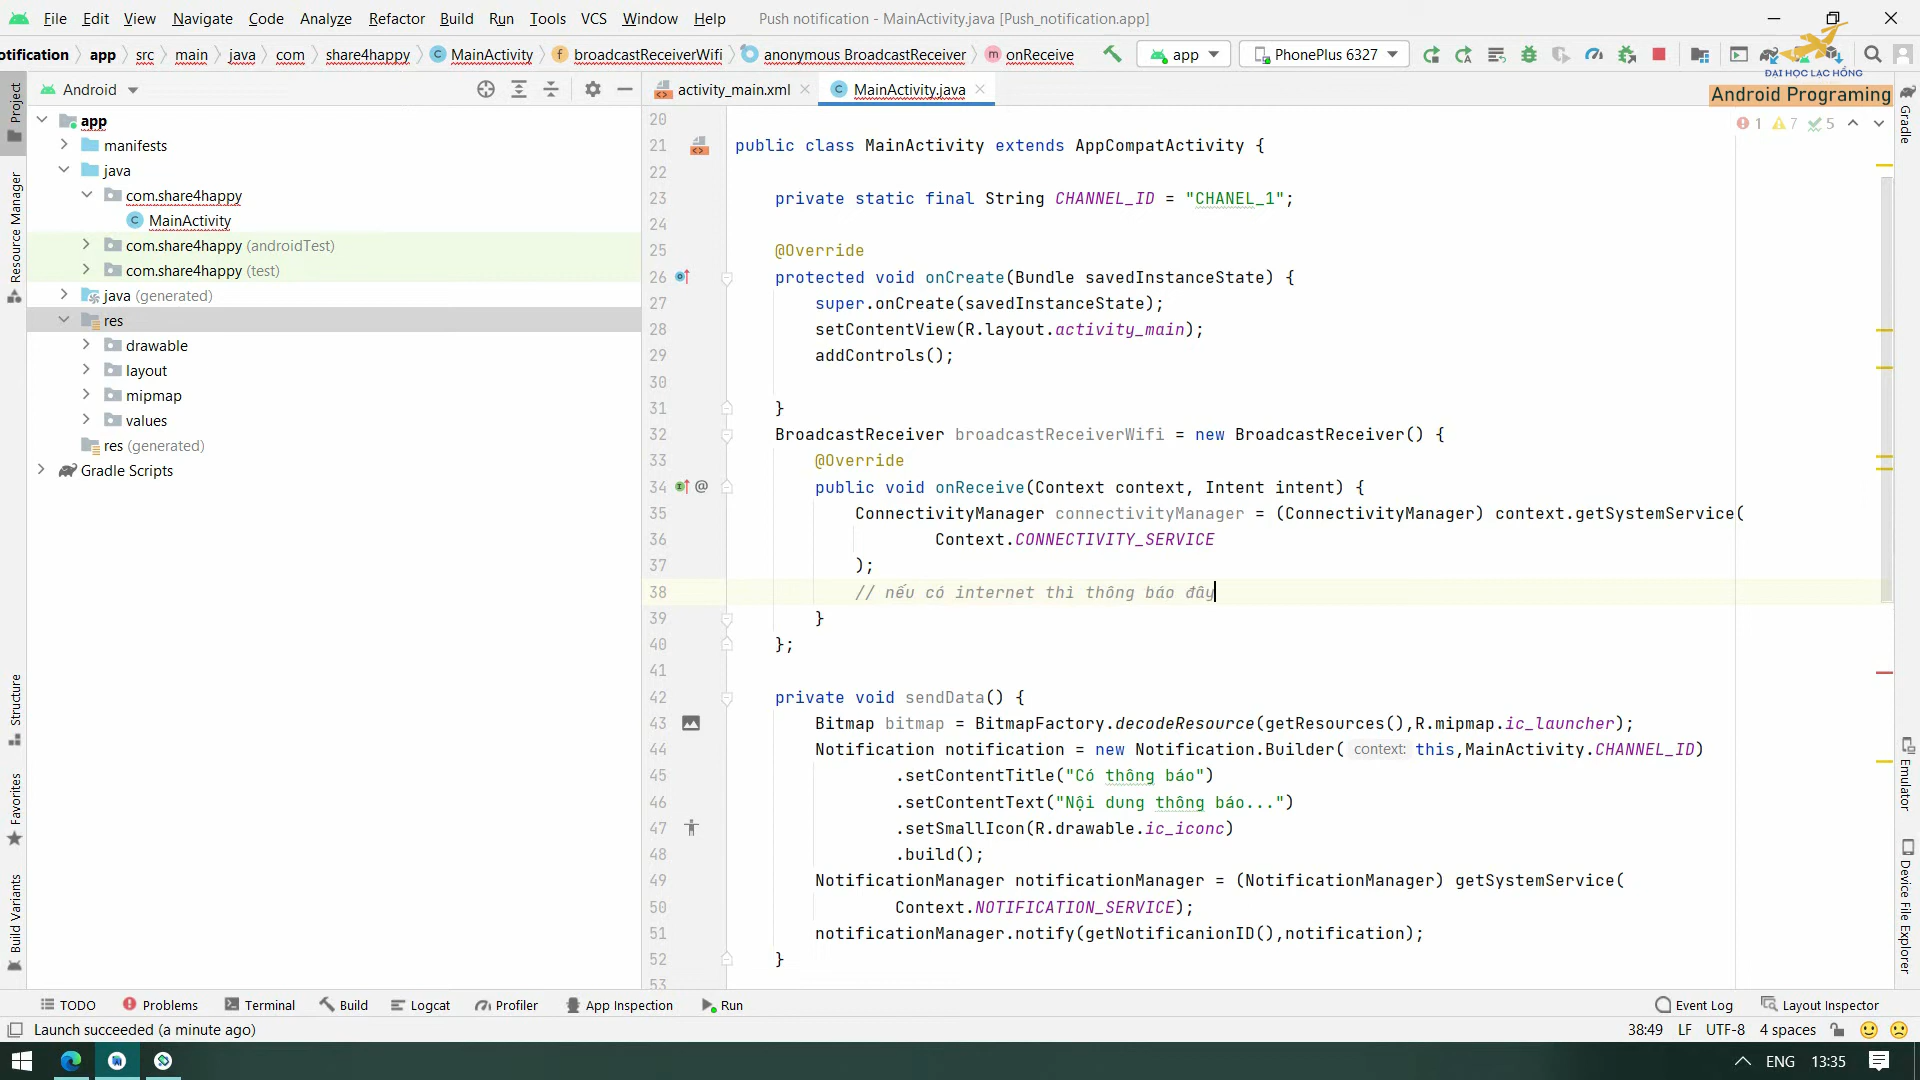 File Edit View Navigate Code Analyze Refactor Build Run Tools VCS Window Help Push notification - MainActivity.java [Push_notification.app]
otification app src main java com share4happy MainActivity broadcastReceiverWifi anonymous BroadcastReceiver onReceive app PhonePlus 6327
ĐẠI HỌC LẠC HỒNG
Android Programing
Android
activity_main.xml MainActivity.java
1 7 5
Project
Resource Manager
Structure
Favorites
Build Variants
app
manifests
java
com.share4happy
MainActivity
com.share4happy (androidTest)
com.share4happy (test)
java (generated)
res
drawable
layout
mipmap
values
res (generated)
Gradle Scripts
20
21 public class MainActivity extends AppCompatActivity {
22
23 private static final String CHANNEL_ID = "CHANEL_1";
24
25 @Override
26 protected void onCreate(Bundle savedInstanceState) {
27 super.onCreate(savedInstanceState);
28 setContentView(R.layout.activity_main);
29 addControls();
30
31 }
32 BroadcastReceiver broadcastReceiverWifi = new BroadcastReceiver() {
33 @Override
34 @ public void onReceive(Context context, Intent intent) {
35 ConnectivityManager connectivityManager = (ConnectivityManager) context.getSystemService(
36 Context.CONNECTIVITY_SERVICE
37 );
38 // nếu có internet thì thông báo đây
39 }
40 };
41
42 private void sendData() {
43 Bitmap bitmap = BitmapFactory.decodeResource(getResources(),R.mipmap.ic_launcher);
44 Notification notification = new Notification.Builder( context: this,MainActivity.CHANNEL_ID)
45 .setContentTitle("Có thông báo")
46 .setContentText("Nội dung thông báo...")
47 .setSmallIcon(R.drawable.ic_iconc)
48 .build();
49 NotificationManager notificationManager = (NotificationManager) getSystemService(
50 Context.NOTIFICATION_SERVICE);
51 notificationManager.notify(getNotificanionID(),notification);
52 }
53
Gradle
Emulator
Device File Explorer
TODO Problems Terminal Build Logcat Profiler App Inspection Run Event Log Layout Inspector
Launch succeeded (a minute ago) 38:49 LF UTF-8 4 spaces
ENG 13:35